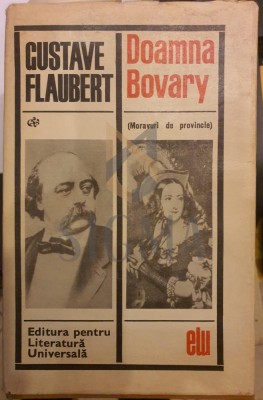 GUSTAVE
FLAUBERT
Doamna
Bovary
(Moravuri de provincie)
Editura pentru
Literatură
Universală
elu